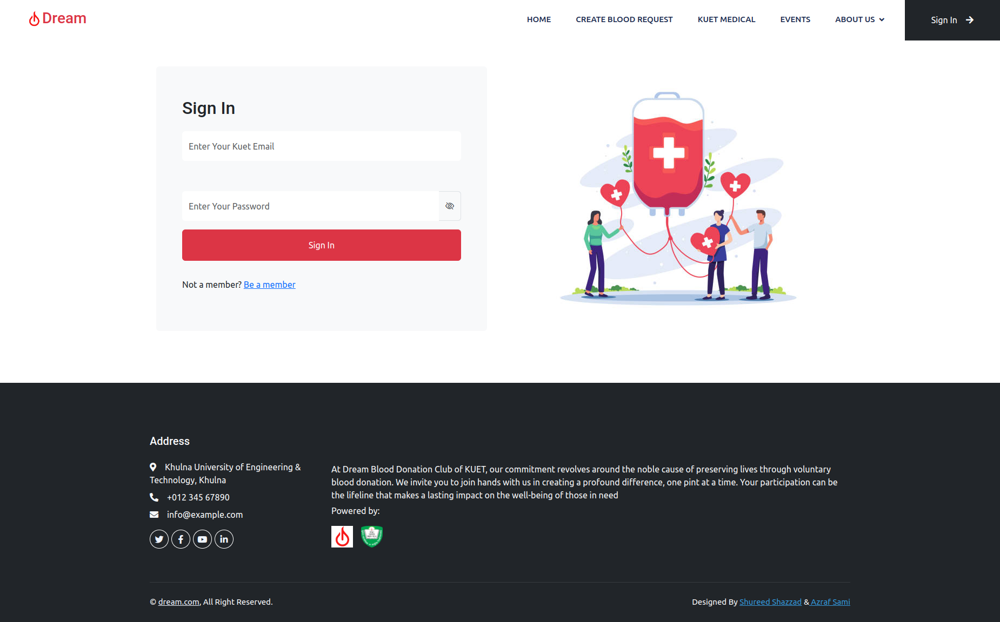 Dream
HOME
CREATE BLOOD REQUEST
KUET MEDICAL
EVENTS
ABOUT US
Sign In
Sign In
Enter Your Kuet Email
Enter Your Password
Sign In
Not a member? Be a member
Address
Khulna University of Engineering &
Technology, Khulna
+012 345 67890
info@example.com
At Dream Blood Donation Club of KUET, our commitment revolves around the noble cause of preserving lives through voluntary
blood donation. We invite you to join hands with us in creating a profound difference, one pint at a time. Your participation can be
the lifeline that makes a lasting impact on the well-being of those in need
Powered by:
© dream.com, All Right Reserved.
Designed By Shureed Shazzad & Azraf Sami